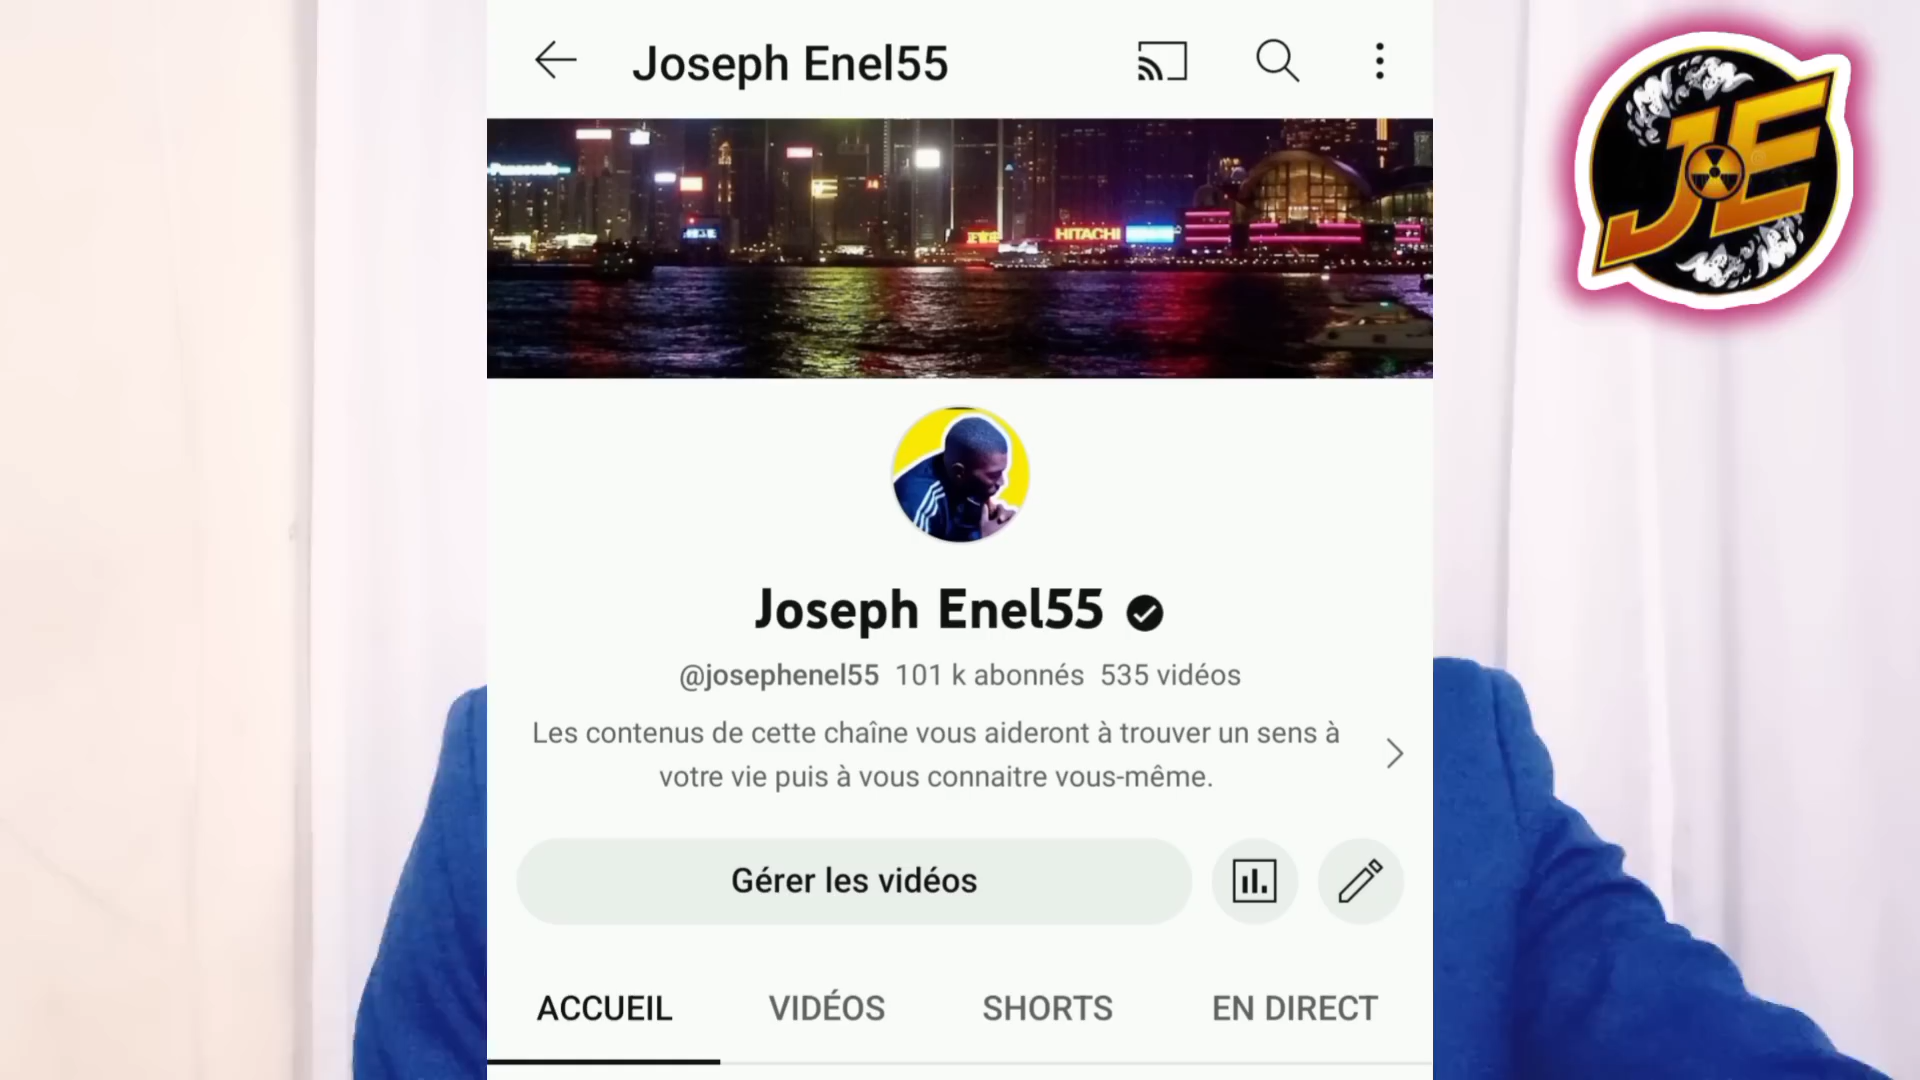 Joseph Enel55
JE
Panasonic
HITACHI
Joseph Enel55
@josephenel55 101 k abonnés 535 vidéos
Les contenus de cette chaîne vous aideront à trouver un sens à
votre vie puis à vous connaitre vous-même.
Gérer les vidéos
ACCUEIL VIDÉOS SHORTS EN DIRECT